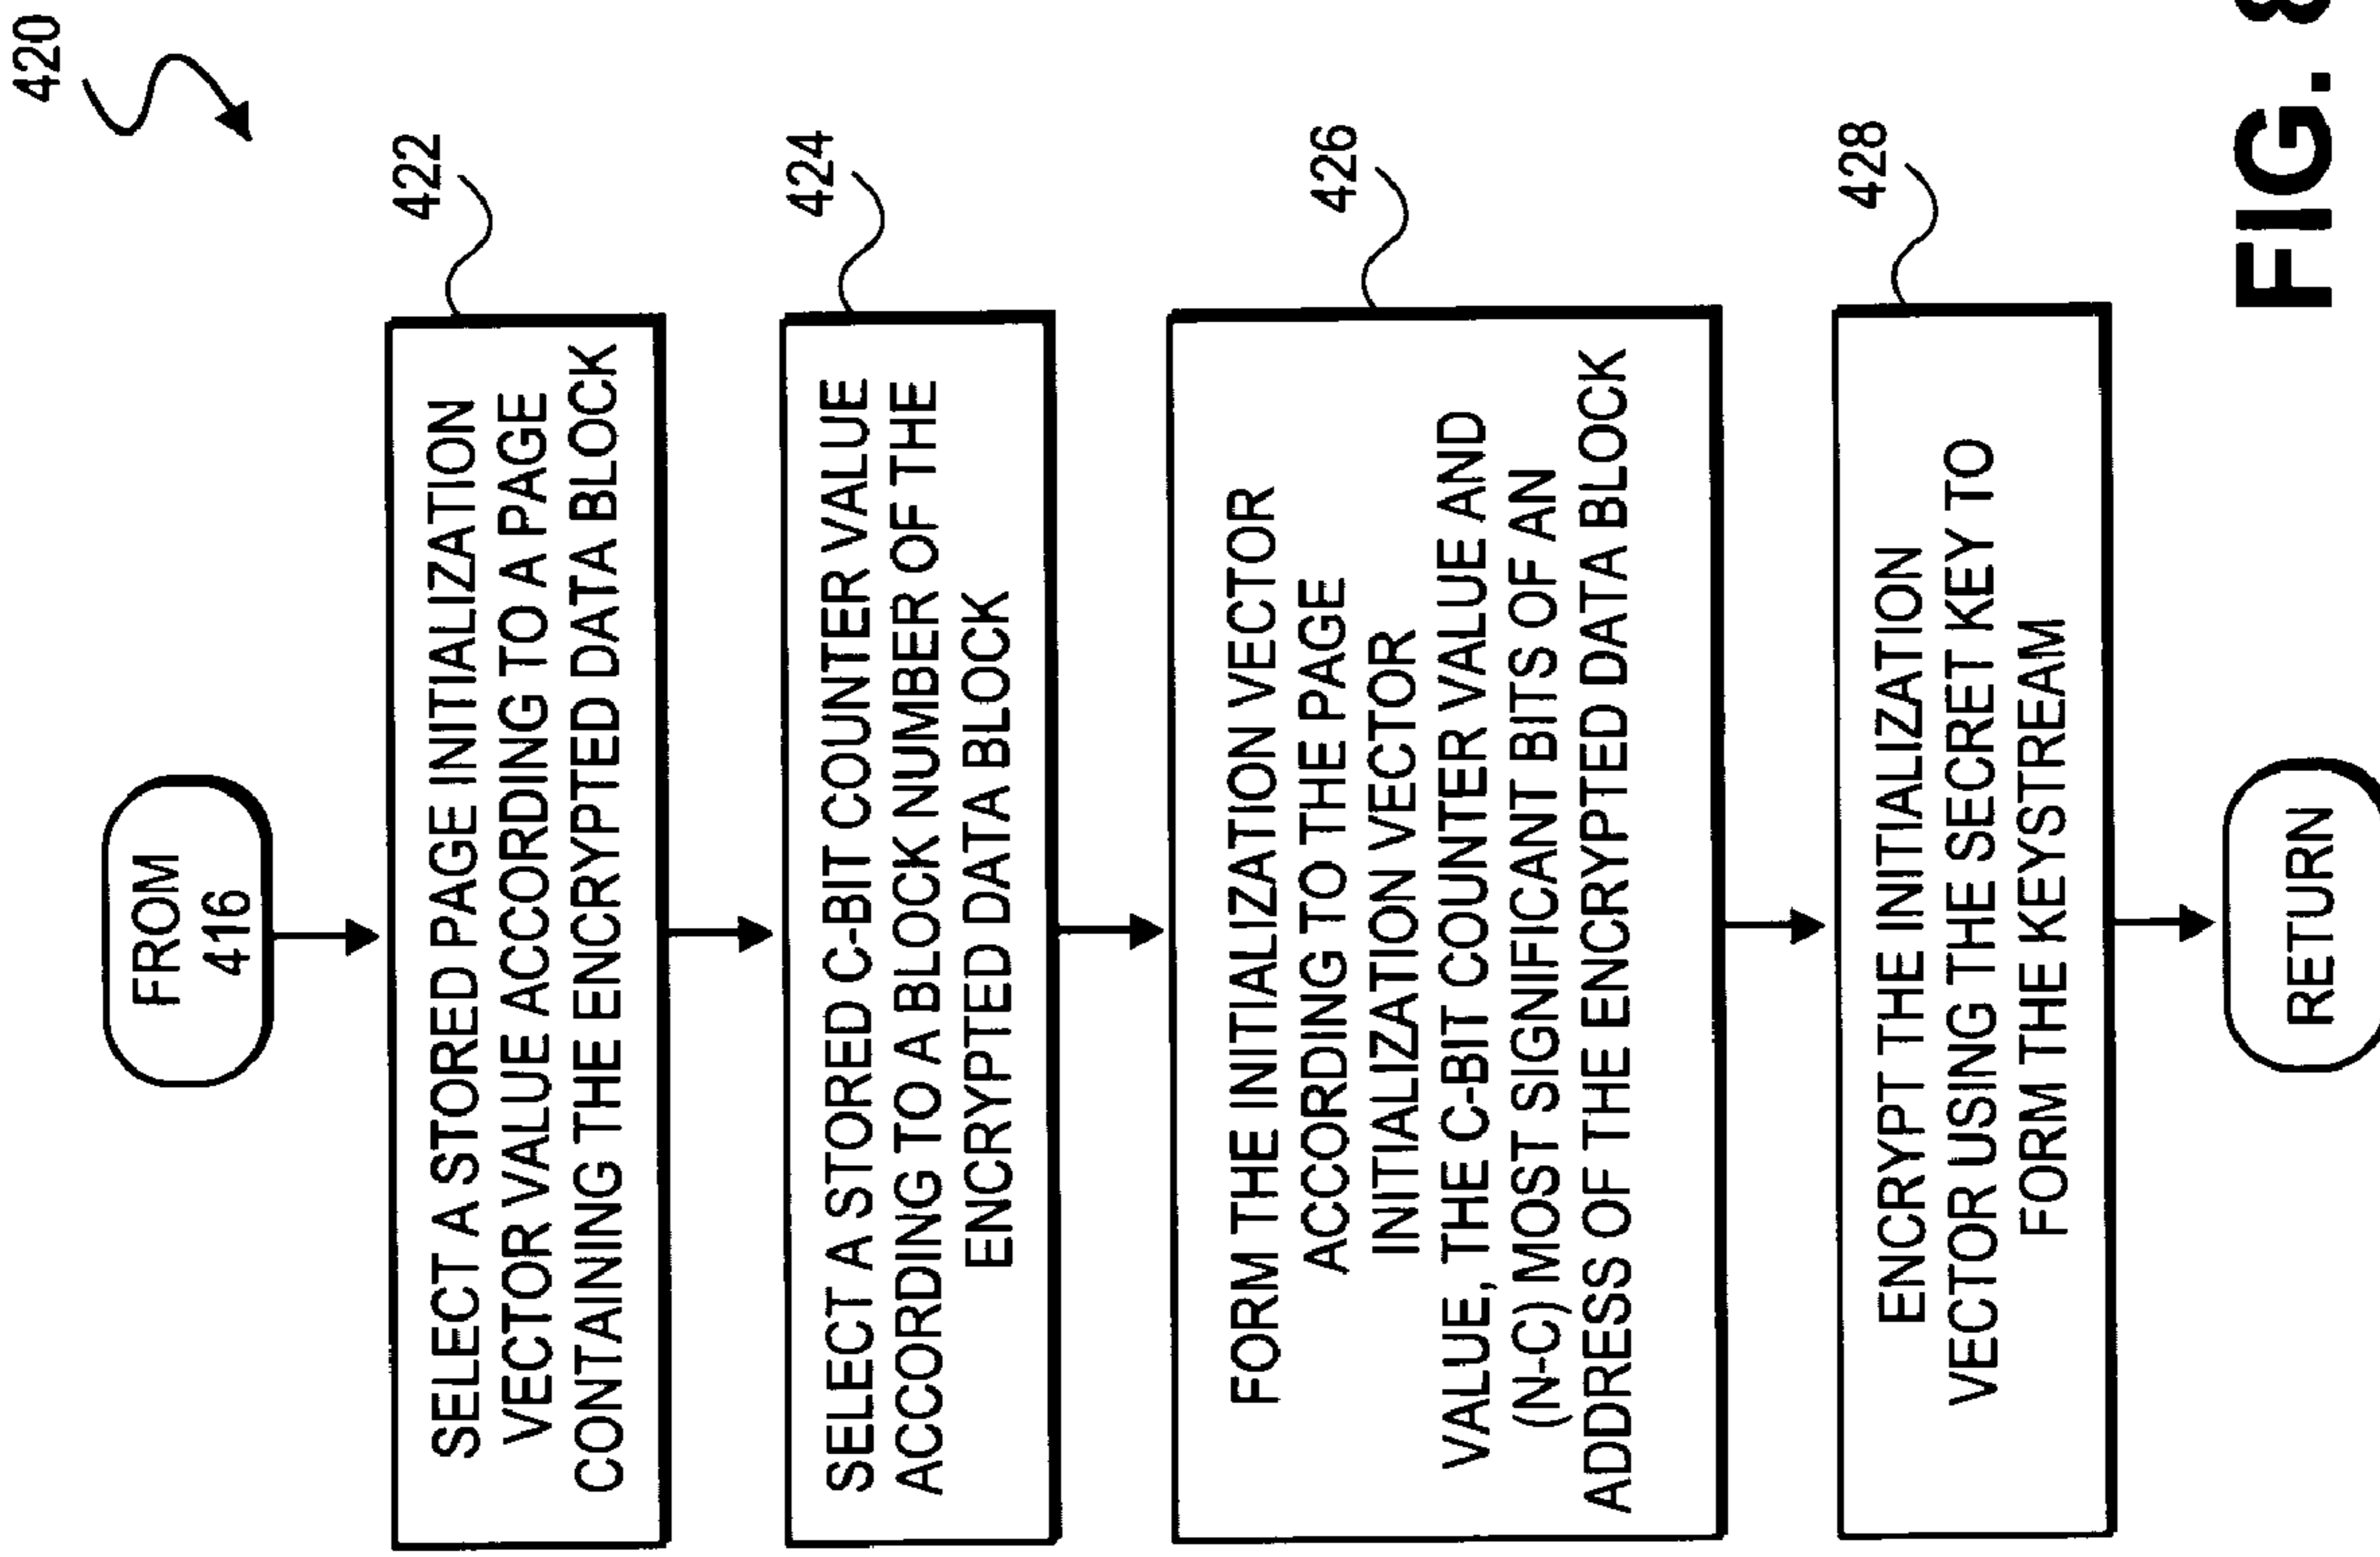 420
FROM
416
422
SELECT A STORED PAGE INITIALIZATION
VECTOR VALUE ACCORDING TO A PAGE
CONTAINING THE ENCRYPTED DATA BLOCK
424
SELECT A STORED C-BIT COUNTER VALUE
ACCORDING TO A BLOCK NUMBER OF THE
ENCRYPTED DATA BLOCK
426
FORM THE INITIALIZATION VECTOR
ACCORDING TO THE PAGE
INITIALIZATION VECTOR
VALUE, THE C-BIT COUNTER VALUE AND
(N-C) MOST SIGNIFICANT BITS OF AN
ADDRESS OF THE ENCRYPTED DATA BLOCK
428
ENCRYPT THE INITIALIZATION
VECTOR USING THE SECRET KEY TO
FORM THE KEYSTREAM
RETURN
FIG. 8